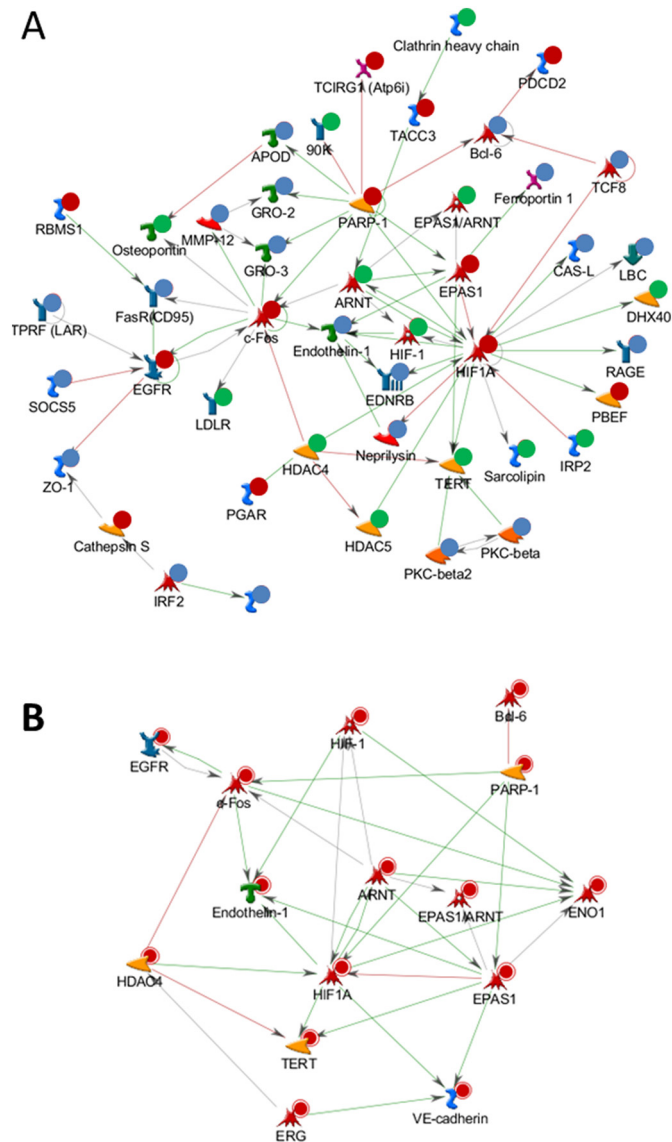 A
Clathrin heavy chain
TCIRG1 (Atp6i)
PDCD2
TACC3
APOD
90K
Bcl-6
TCF8
GRO-2
Ferroportin 1
RBMS1
PARP-1
EPAS1/ARNT
Osteopontin
MMP-12
GRO-3
CAS-L
LBC
ARNT
EPAS1
DHX40
TPRF (LAR)
FasR(CD95)
c-Fos
Endothelin-1
HIF-1
HIF1A
RAGE
EGFR
EDNRB
PBEF
SOCS5
LDLR
Neprilysin
Sarcolipin
IRP2
HDAC4
TERT
ZO-1
PGAR
HDAC5
PKC-beta
Cathepsin S
PKC-beta2
IRF2
B
Bcl-6
HIF-1
EGFR
c-Fos
PARP-1
ARNT
Endothelin-1
EPAS1/ARNT
ENO1
HDAC4
HIF1A
EPAS1
TERT
VE-cadherin
ERG